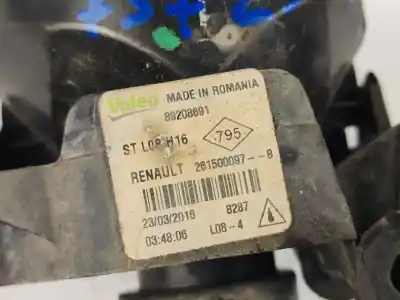 Valeo MADE IN ROMANIA
89208691
ST L08 H16 795
RENAULT 261500097--B
23/03/2016 8287
03:48:06 L08-4